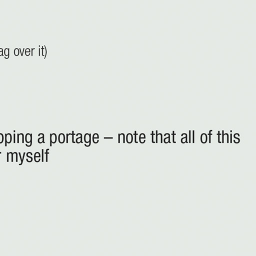 ag over it)
pping a portage – note that all of this
r myself